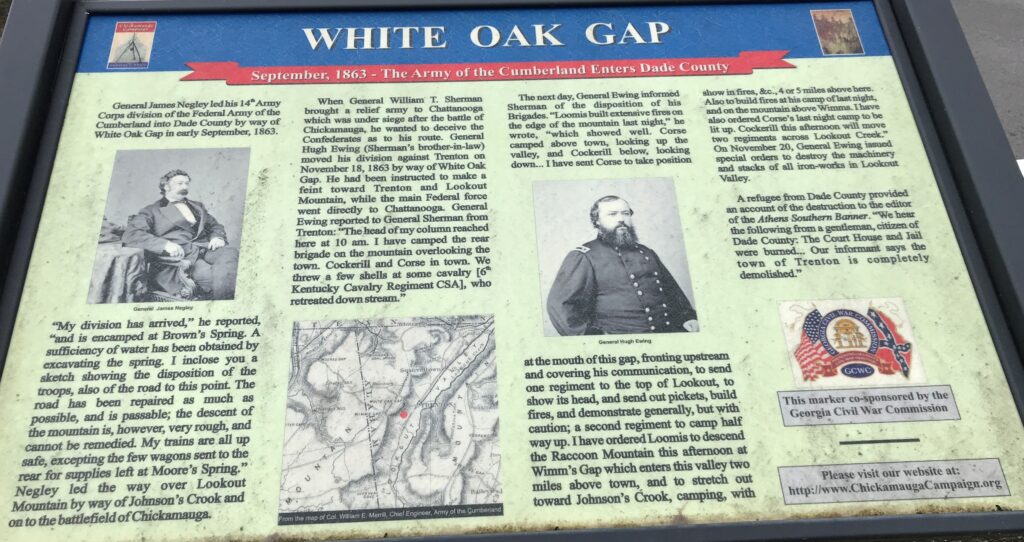 WHITE OAK GAP
September, 1863 - The Army of the Cumberland Enters Dade County
General James Negley led his 14th Army
Corps division of the Federal Army of the
Cumberland into Dade County by way of
White Oak Gap in early September, 1863.
General James Negley
“My division has arrived,” he reported,
“and is encamped at Brown’s Spring. A
sufficiency of water has been obtained by
excavating the spring. I inclose you a
sketch showing the disposition of the
troops, also of the road to this point. The
road has been repaired as much as
possible, and is passable; the descent of
the mountain is, however, very rough, and
cannot be remedied. My trains are all up
safe, excepting the few wagons sent to the
rear for supplies left at Moore’s Spring.”
Negley led the way over Lookout
Mountain by way of Johnson’s Crook and
on to the battlefield of Chickamauga.
When General William T. Sherman
brought a relief army to Chattanooga
which was under siege after the battle of
Chickamauga, he wanted to deceive the
Confederates as to his route. General
Hugh Ewing (Sherman’s brother-in-law)
moved his division against Trenton on
November 18, 1863 by way of White Oak
Gap. He had been instructed to make a
feint toward Trenton and Lookout
Mountain, while the main Federal force
went directly to Chattanooga. General
Ewing reported to General Sherman from
Trenton: “The head of my column reached
here at 10 am. I have camped the rear
brigade on the mountain overlooking the
town. Cockerill and Corse in town. We
threw a few shells at some cavalry [6th
Kentucky Cavalry Regiment CSA], who
retreated down stream.”
From the map of Col. William E. Merrill, Chief Engineer, Army of the Cumberland
The next day, General Ewing informed
Sherman of the disposition of his
Brigades. “Loomis built extensive fires on
the edge of the mountain last night,” he
wrote, “which showed well. Corse
camped above town, looking up the
valley, and Cockerill below, looking
down... I have sent Corse to take position
General Hugh Ewing
at the mouth of this gap, fronting upstream
and covering his communication, to send
one regiment to the top of Lookout, to
show its head, and send out pickets, build
fires, and demonstrate generally, but with
caution; a second regiment to camp half
way up. I have ordered Loomis to descend
the Raccoon Mountain this afternoon at
Wimm’s Gap which enters this valley two
miles above town, and to stretch out
toward Johnson’s Crook, camping, with
show in fires, &c., 4 or 5 miles above here.
Also to build fires at his camp of last night,
and on the mountain above Wimma. I have
also ordered Corse’s last night camp to be
lit up. Cockerill this afternoon will move
two regiments across Lookout Creek.”
On November 20, General Ewing issued
special orders to destroy the machinery
and stacks of all iron-works in Lookout
Valley.
A refugee from Dade County provided
an account of the destruction to the editor
of the Athens Southern Banner. “We hear
the following from a gentleman, citizen of
Dade County: The Court House and Jail
were burned... Our informant says the
town of Trenton is completely
demolished.”
GCWC
This marker co-sponsored by the
Georgia Civil War Commission
Please visit our website at:
http://www.ChickamaugaCampaign.org